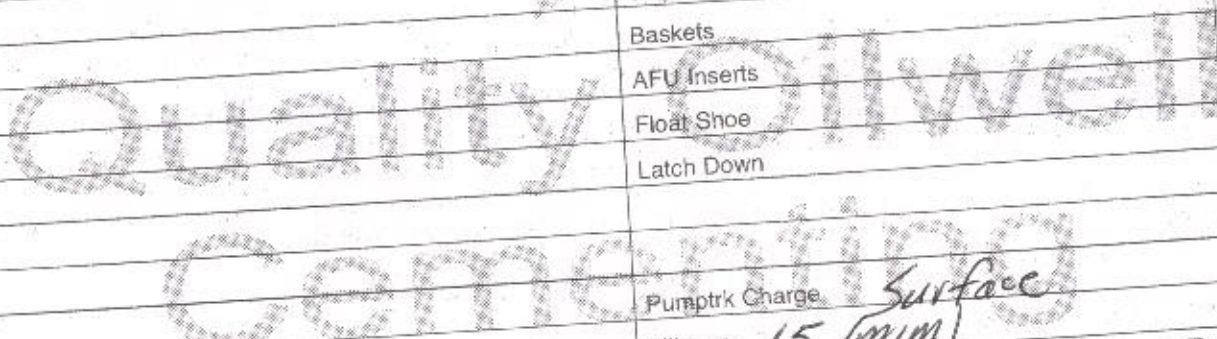 Baskets
AFU Inserts
Float Shoe
Latch Down
Quality Oilwell
Cementing
Pumptrk Charge Surface
15 (min)